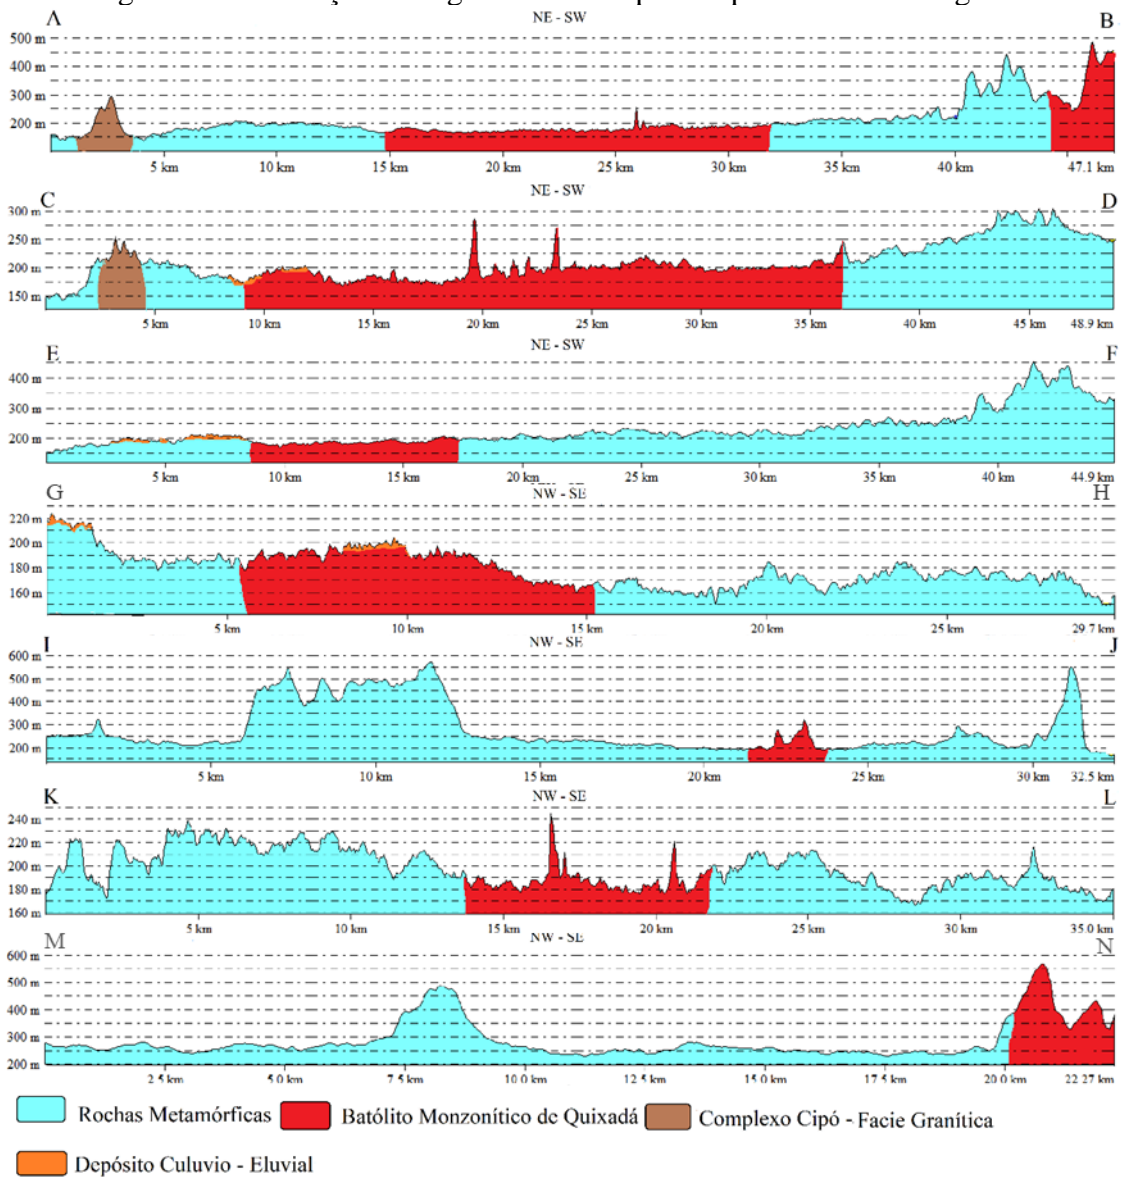 A NE - SW B
500 m
400 m
300 m
200 m
5 km 10 km 15 km 20 km 25 km 30 km 35 km 40 km 47.1 km
C NE - SW D
300 m
250 m
200 m
150 m
5 km 10 km 15 km 20 km 25 km 30 km 35 km 40 km 45 km 48.9 km
E NE - SW F
400 m
300 m
200 m
5 km 10 km 15 km 20 km 25 km 30 km 35 km 40 km 44.9 km
G NW - SE H
220 m
200 m
180 m
160 m
5 km 10 km 15 km 20 km 25 km 29.7 km
I NW - SE J
600 m
500 m
400 m
300 m
200 m
5 km 10 km 15 km 20 km 25 km 30 km 32.5 km
K NW - SE L
240 m
220 m
200 m
180 m
160 m
5 km 10 km 15 km 20 km 25 km 30 km 35.0 km
M NW - SE N
600 m
500 m
400 m
300 m
200 m
2.5 km 5.0 km 7.5 km 10.0 km 12.5 km 15.0 km 17.5 km 20.0 km 22.27 km
Rochas Metamórficas Batólito Monzonítico de Quixadá Complexo Cipó - Facie Granítica
Depósito Culuvio - Eluvial